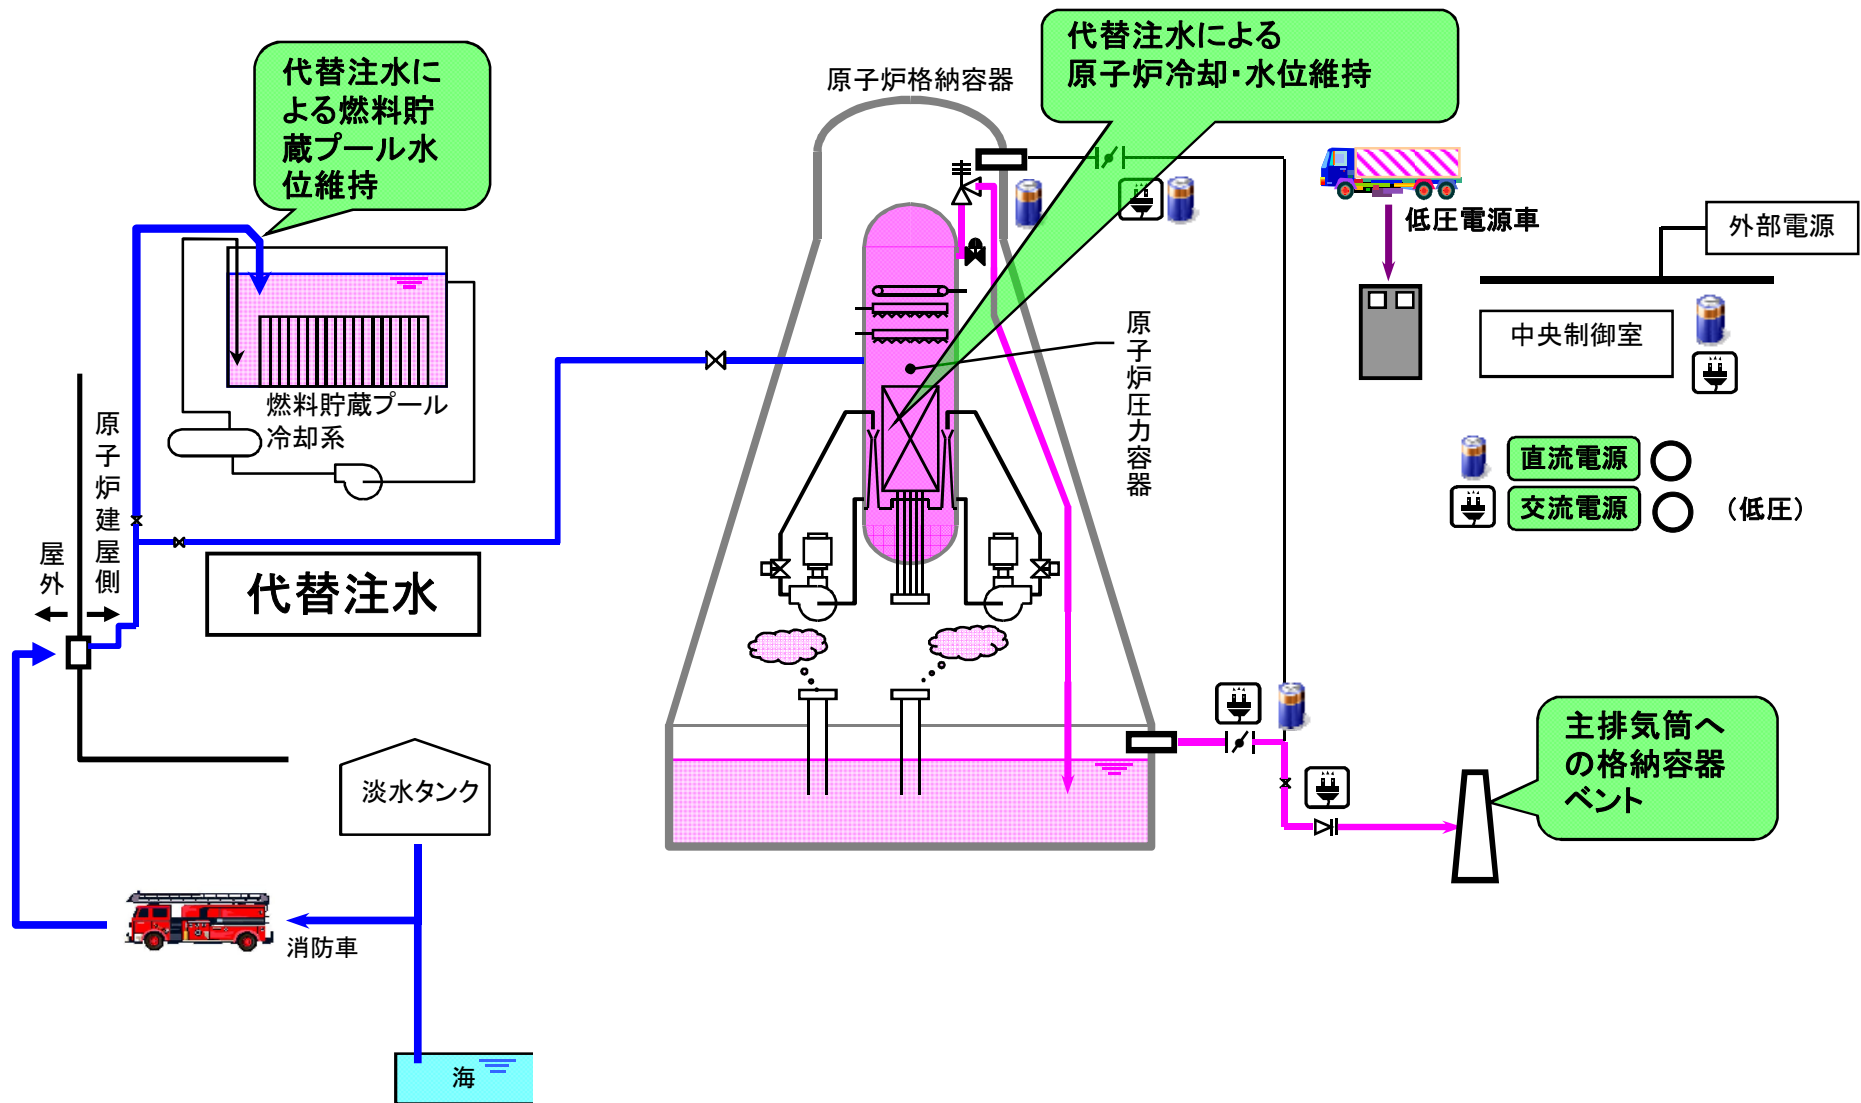 代替注水に
よる燃料貯
蔵プール水
位維持
原子炉格納容器
代替注水による
原子炉冷却・水位維持
低圧電源車
外部電源
中央制御室
直流電源
交流電源
（低圧）
原子炉圧力容器
燃料貯蔵プール
冷却系
原子炉建屋側
屋外
代替注水
淡水タンク
消防車
海
主排気筒へ
の格納容器
ベント